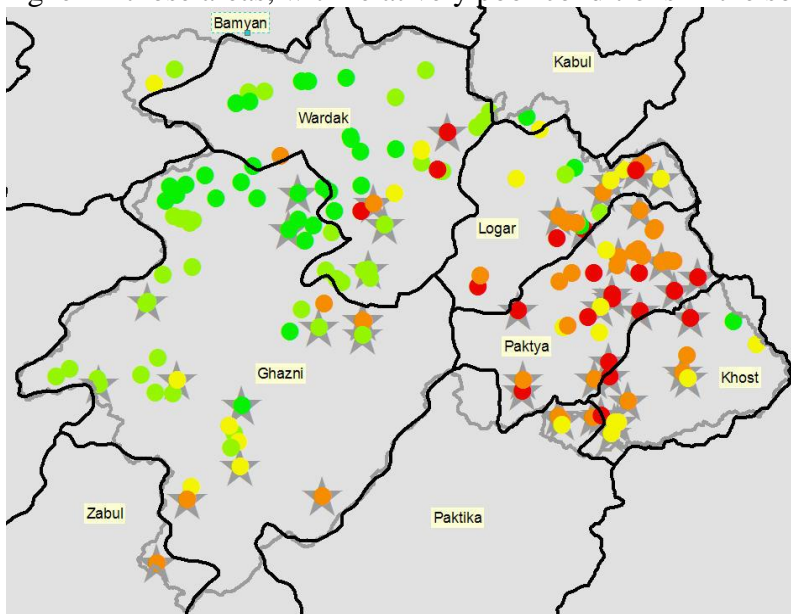 Bamyan
Kabul
Wardak
Logar
Paktya
Ghazni
Khost
Zabul
Paktika